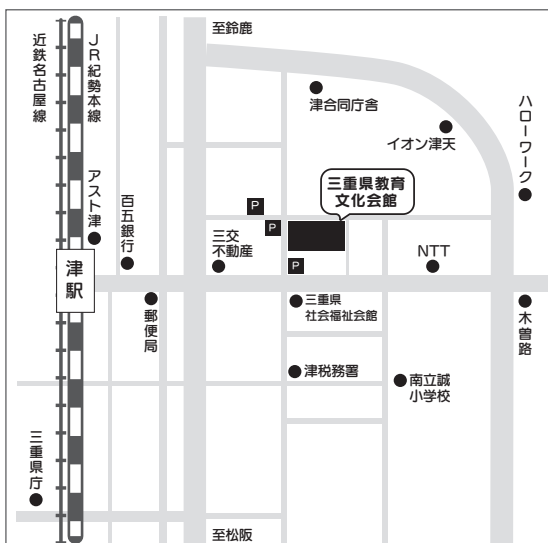 至鈴鹿
近鉄名古屋線
JR紀勢本線
津合同庁舎
イオン津天
ハローワーク
アスト津
百五銀行
三重県教育
文化会館
P
P
P
三交
不動産
NTT
津駅
郵便局
三重県
社会福祉会館
木曽路
津税務署
南立誠
小学校
三重県庁
至松阪